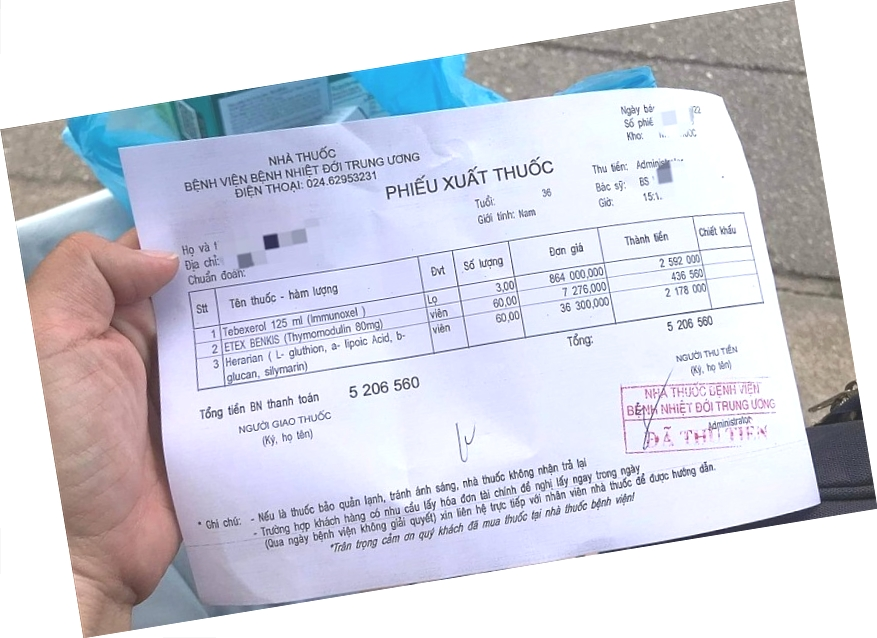 NHÀ THUỐC
BỆNH VIỆN BỆNH NHIỆT ĐỚI TRUNG ƯƠNG
ĐIỆN THOẠI: 024.62953231
PHIẾU XUẤT THUỐC
Ngày bá 22
Số phiế
Kho:
Tuổi: 36
Giới tính: Nam
Thu tiền: Administrator
Bác sỹ: BS
Giờ: 15:1
Họ và t
Địa chỉ:
Chuẩn đoán:
Stt Tên thuốc - hàm lượng Đvt Số lượng Đơn giá Thành tiền Chiết khấu
1 Tebexerol 125 ml (Immunoxel ) Lọ 3,00 864 000,000 2 592 000
2 ETEX BENKIS (Thymomodulin 80mg) viên 60,00 7 276,000 436 560
3 Herarian ( L- gluthion, a- lipoic Acid, b- viên 60,00 36 300,000 2 178 000
glucan, silymarin)
Tổng: 5 206 560
Tổng tiền BN thanh toán 5 206 560
NGƯỜI GIAO THUỐC
(Ký, họ tên)
NGƯỜI THU TIỀN
(Ký, họ tên)
NHÀ THUỐC BỆNH VIỆN
BỆNH NHIỆT ĐỚI TRUNG ƯƠNG
Administrator
ĐÃ THU TIỀN
* Ghi chú: - Nếu là thuốc bảo quản lạnh, tránh ánh sáng, nhà thuốc không nhận trả lại
- Trường hợp khách hàng có nhu cầu lấy hóa đơn tài chính đề nghị lấy ngay trong ngày
(Qua ngày bệnh viện không giải quyết) xin liên hệ trực tiếp với nhân viên nhà thuốc để được hướng dẫn.
*Trân trọng cảm ơn quý khách đã mua thuốc tại nhà thuốc bệnh viện!